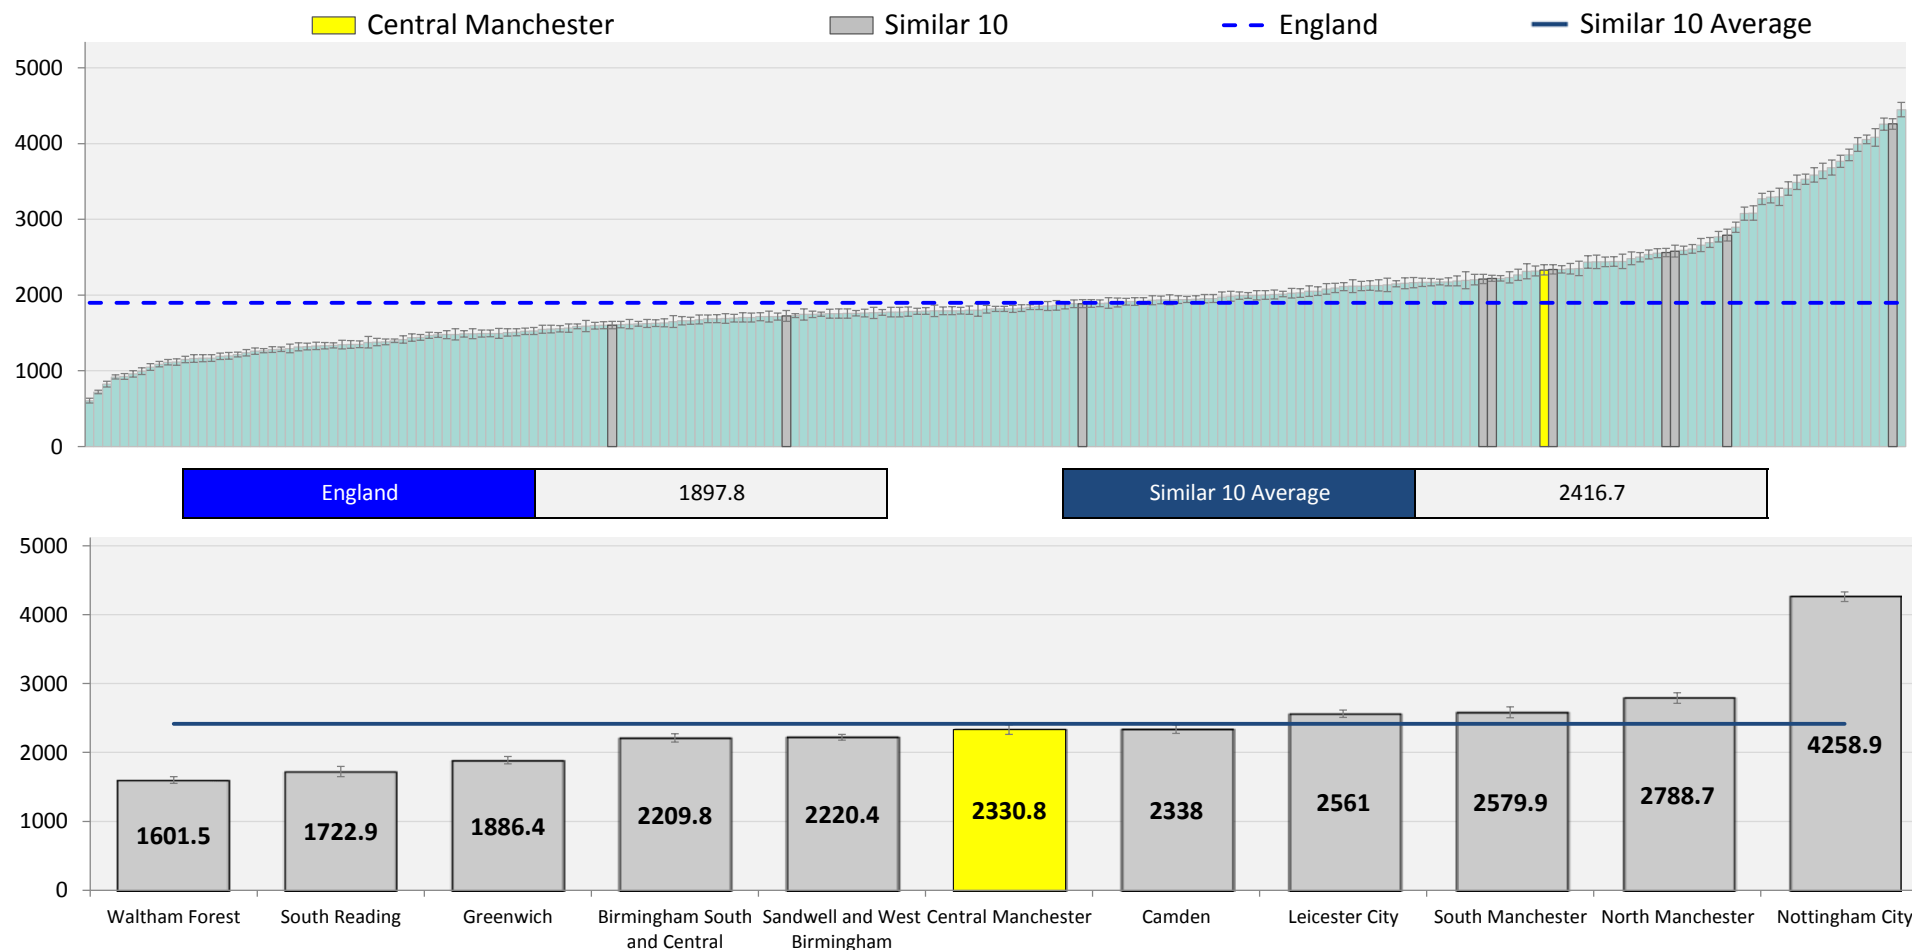 Central Manchester
Similar 10
England
Similar 10 Average
5000
4000
3000
2000
1000
0
England
1897.8
Similar 10 Average
2416.7
5000
4000
3000
2000
1000
0
1601.5
1722.9
1886.4
2209.8
2220.4
2330.8
2338
2561
2579.9
2788.7
4258.9
Waltham Forest
South Reading
Greenwich
Birmingham South
and Central
Sandwell and West
Birmingham
Central Manchester
Camden
Leicester City
South Manchester
North Manchester
Nottingham City